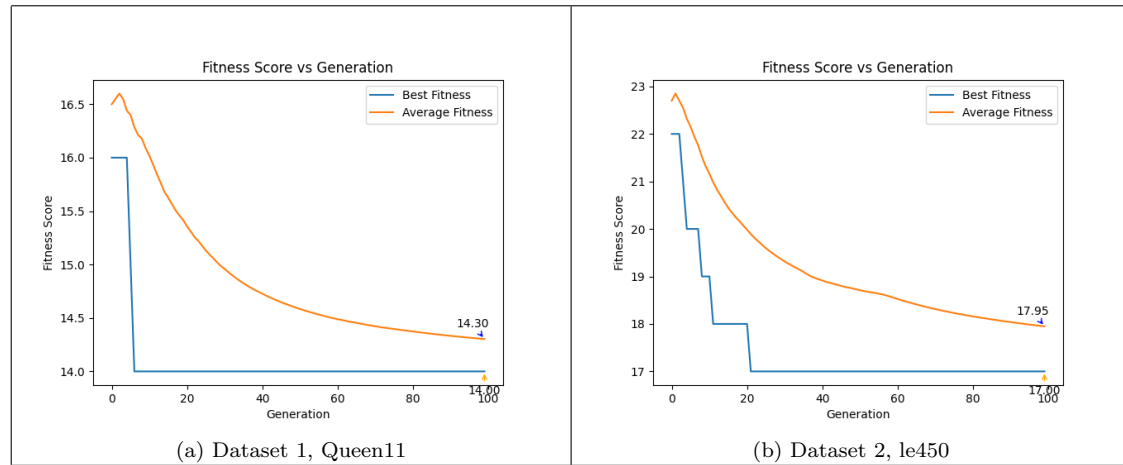 Fitness Score vs Generation
Best Fitness
Average Fitness
16.5
16.0
15.5
15.0
14.5
14.0
Fitness Score
14.30
14.00
0
20
40
60
80
100
Generation
(a) Dataset 1, Queen11
Fitness Score vs Generation
Best Fitness
Average Fitness
23
22
21
20
19
18
17
Fitness Score
17.95
17.00
0
20
40
60
80
100
Generation
(b) Dataset 2, le450